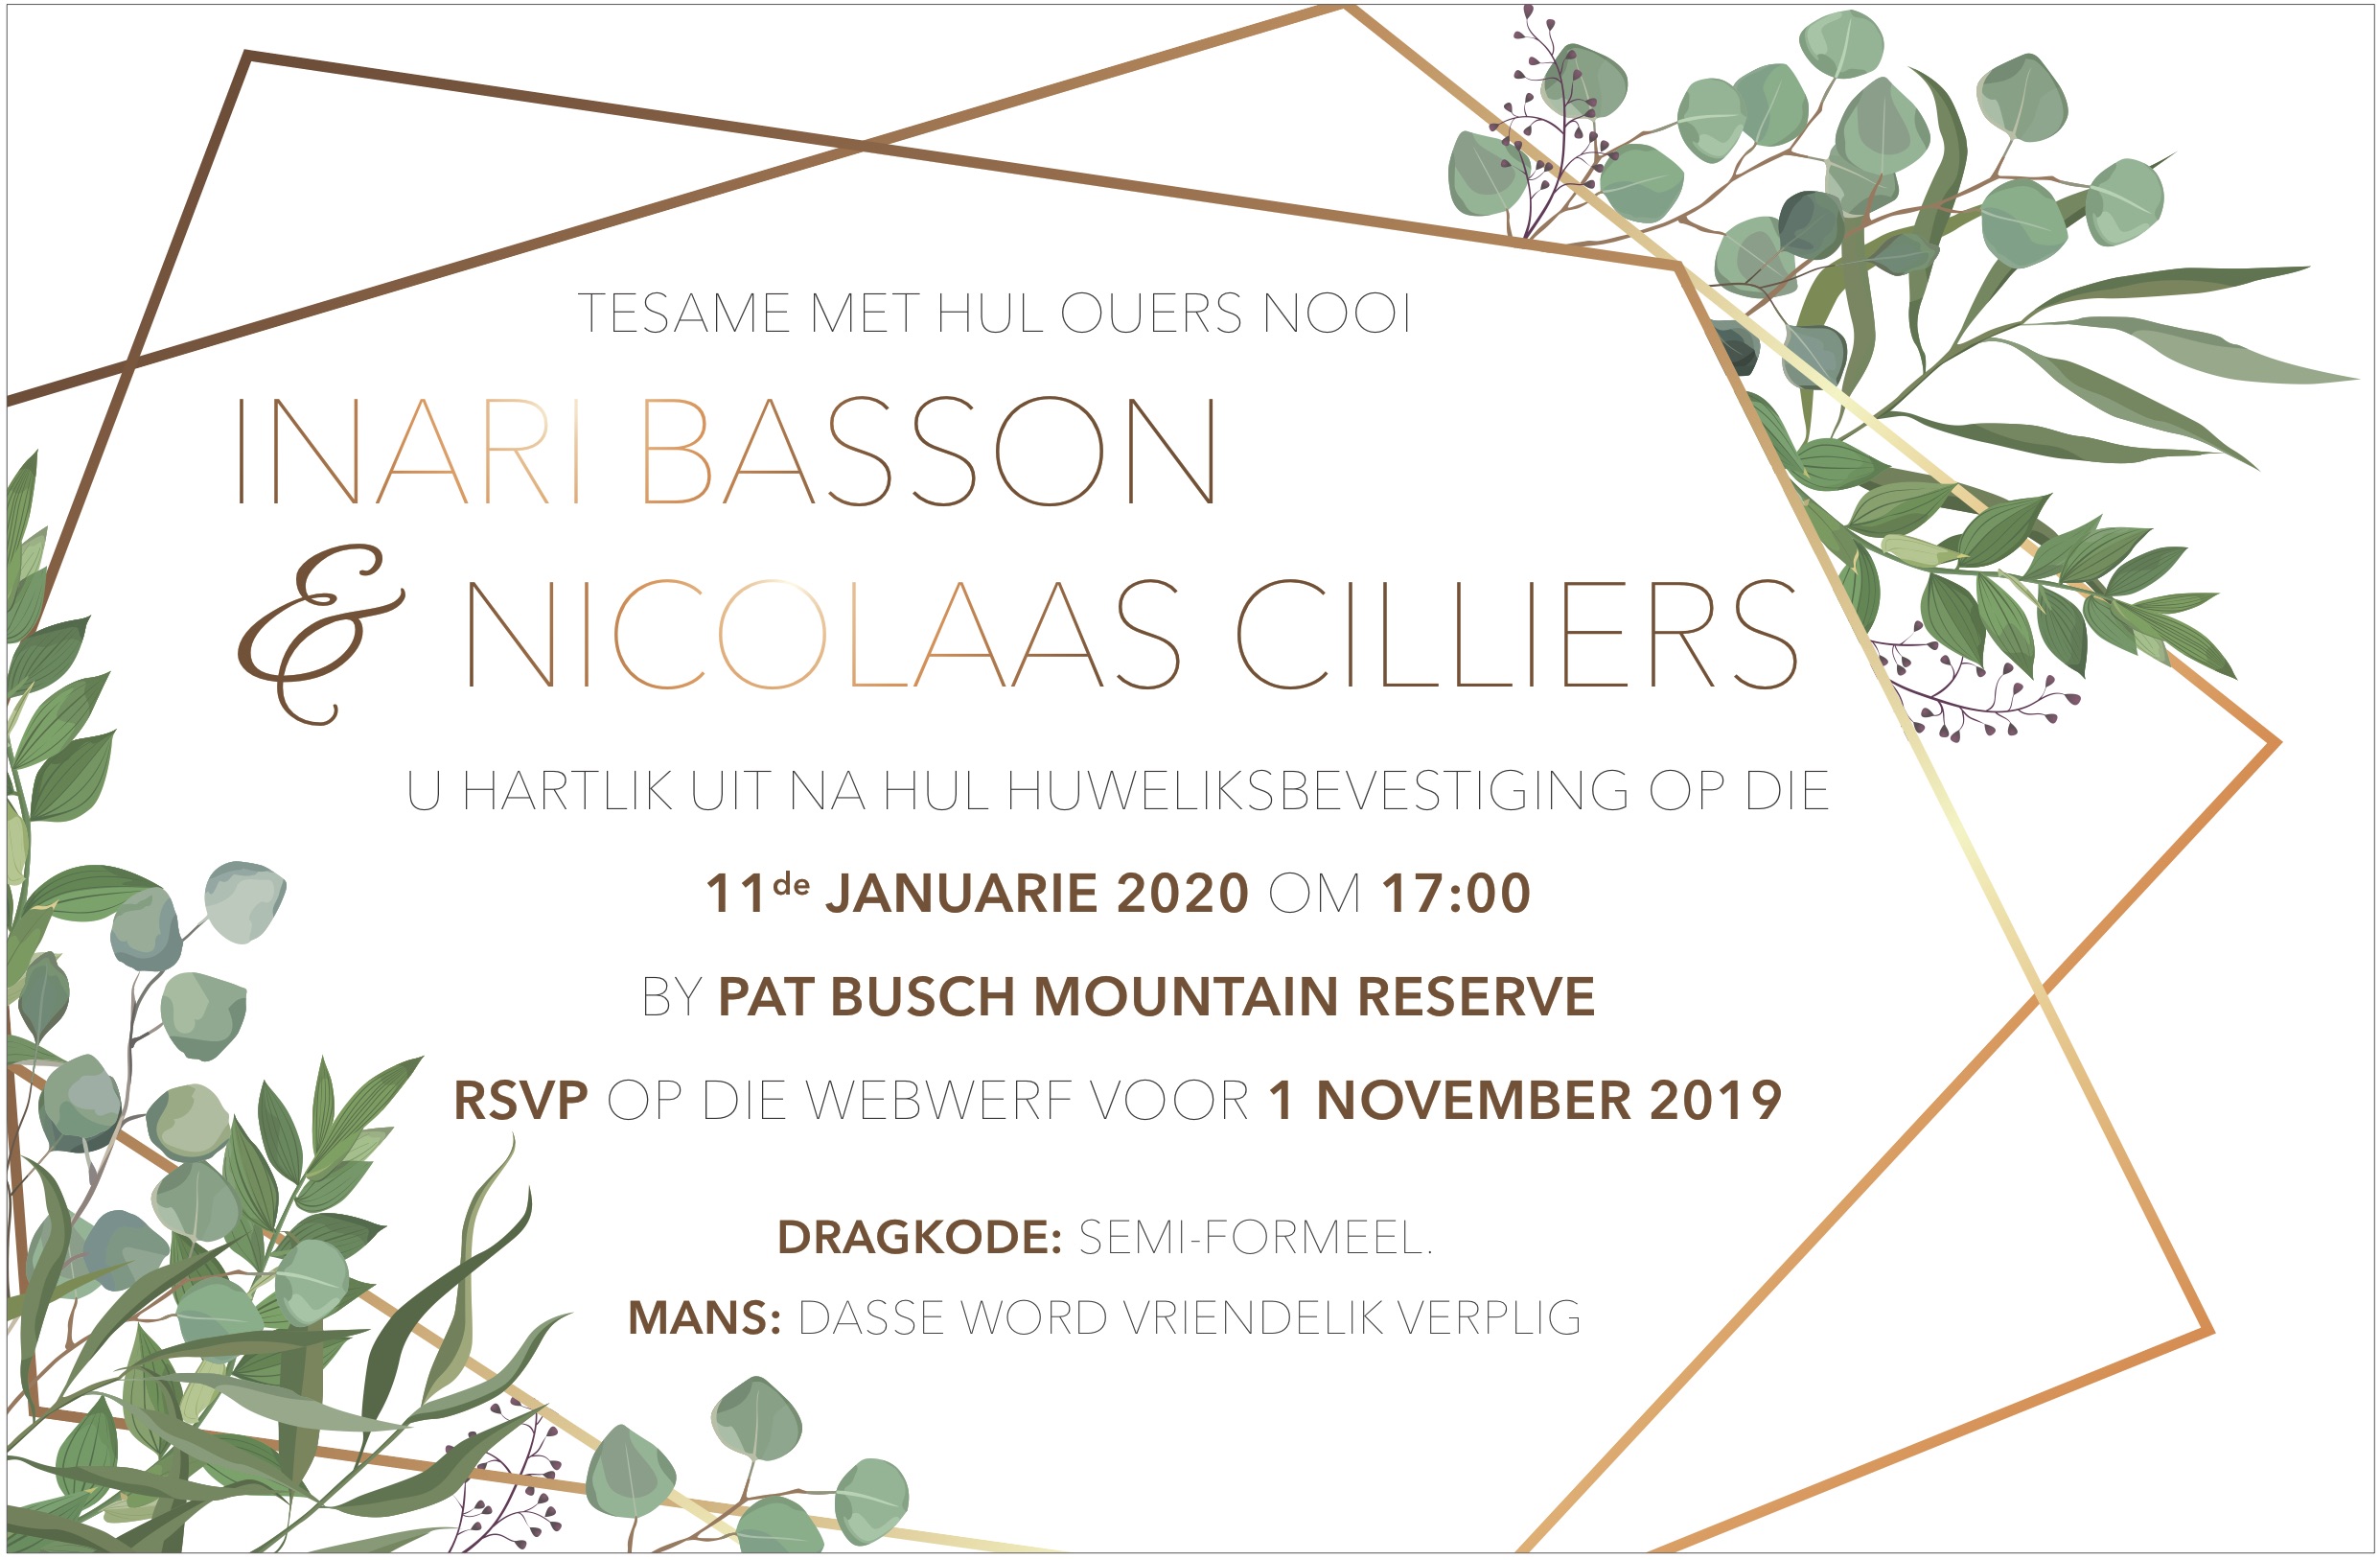 TESAME MET HUL OUERS NOOI
INARI BASSON
& NICOLAAS CILLIERS
U HARTLIK UIT NA HUL HUWELIKSBEVESTIGING OP DIE
11de JANUARIE 2020 OM 17:00
BY PAT BUSCH MOUNTAIN RESERVE
RSVP OP DIE WEBWERF VOOR 1 NOVEMBER 2019
DRAGKODE: SEMI-FORMEEL.
MANS: DASSE WORD VRIENDELIK VERPLIG